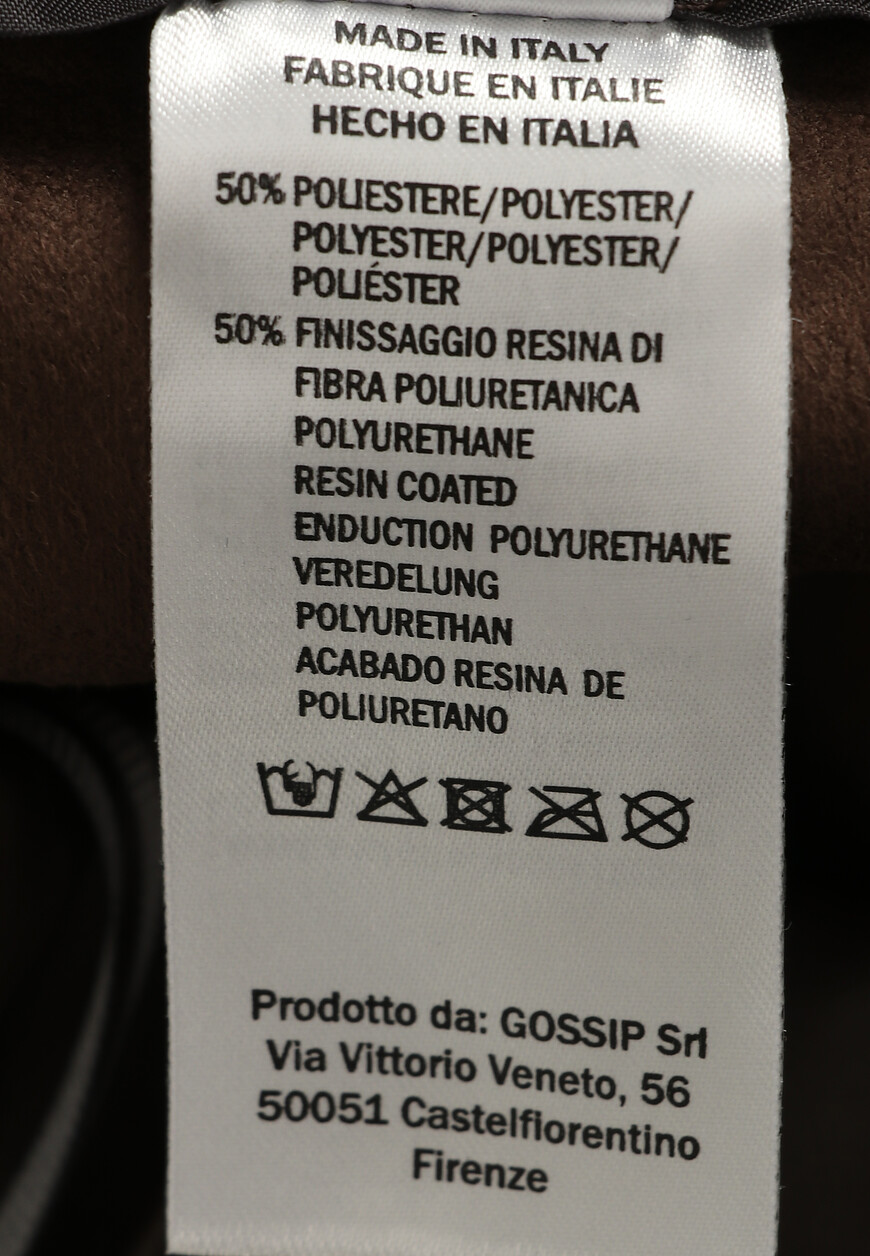 MADE IN ITALY
FABRIQUE EN ITALIE
HECHO EN ITALIA
50% POLIESTERE/POLYESTER/
POLYESTER/POLYESTER/
POLIÉSTER
50% FINISSAGGIO RESINA DI
FIBRA POLIURETANICA
POLYURETHANE
RESIN COATED
ENDUCTION POLYURETHANE
VEREDELUNG
POLYURETHAN
ACABADO RESINA DE
POLIURETANO
Prodotto da: GOSSIP Srl
Via Vittorio Veneto, 56
50051 Castelfiorentino
Firenze